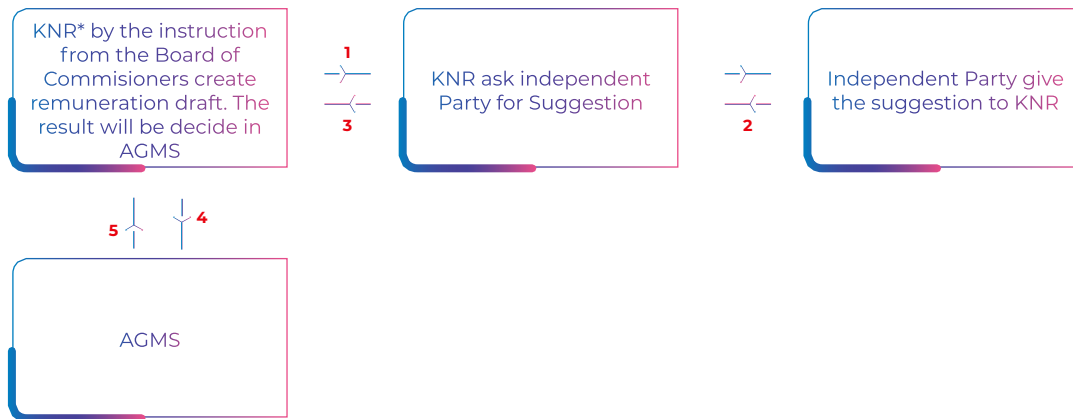 KNR* by the instruction
from the Board of
Commisioners create
remuneration draft. The
result will be decide in
AGMS
1
3
KNR ask independent
Party for Suggestion
2
Independent Party give
the suggestion to KNR
5
4
AGMS